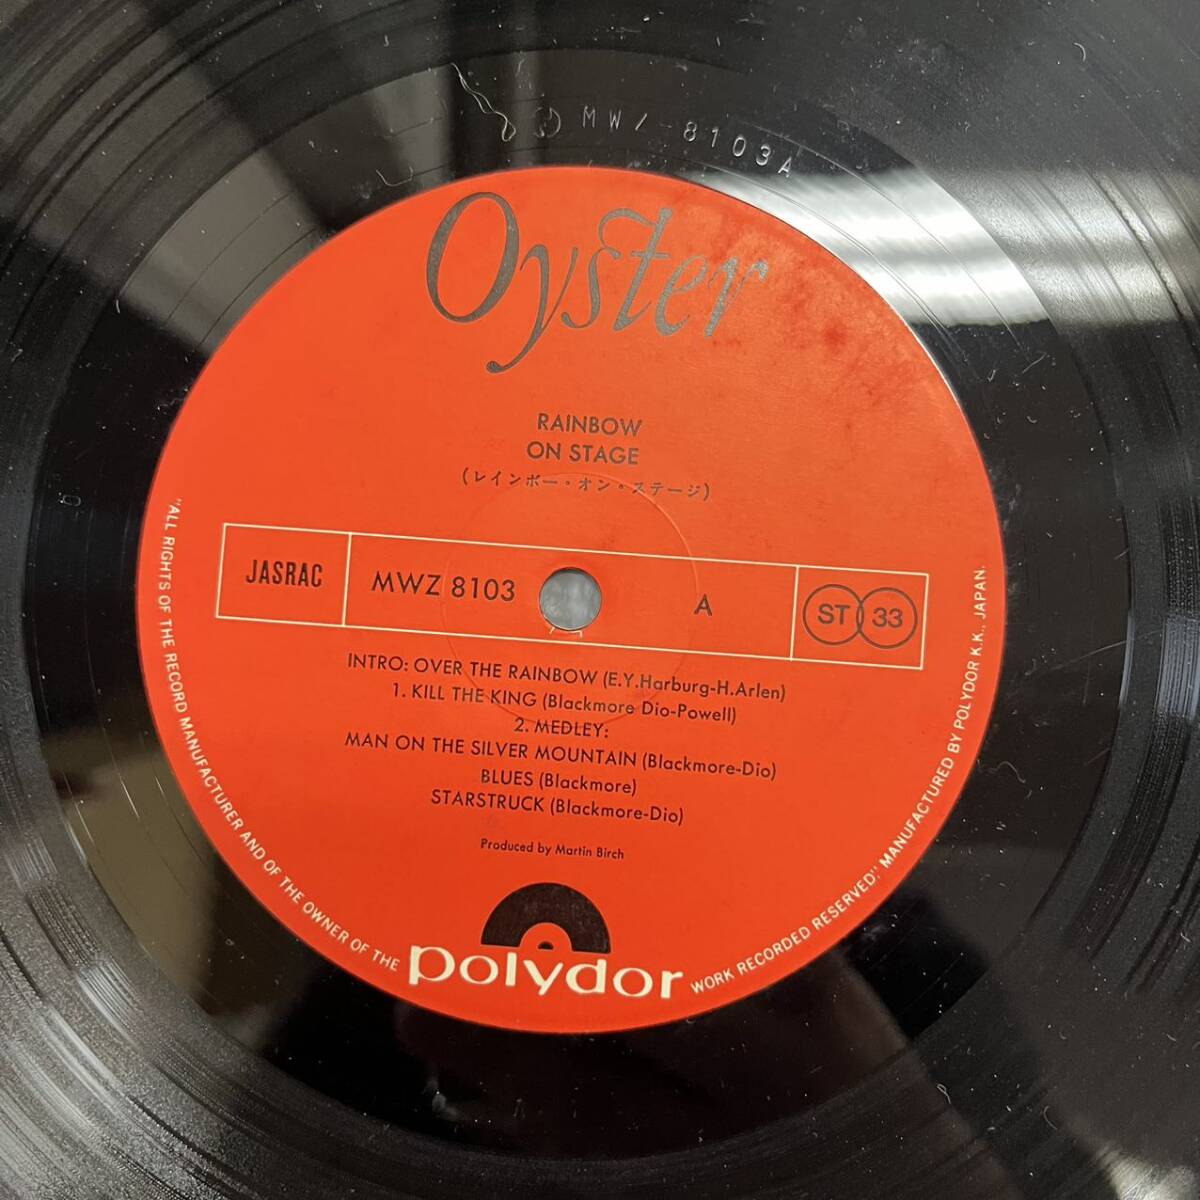 MWZ 8103A
Oyster
RAINBOW
ON STAGE
(レインボー・オン・ステージ)
JASRAC
MWZ 8103
A
ST 33
INTRO: OVER THE RAINBOW (E.Y.Harburg-H.Arlen)
1. KILL THE KING (Blackmore Dio-Powell)
2. MEDLEY:
MAN ON THE SILVER MOUNTAIN (Blackmore-Dio)
BLUES (Blackmore)
STARSTRUCK (Blackmore-Dio)
Produced by Martin Birch
polydor
"ALL RIGHTS OF THE RECORD MANUFACTURER AND OF THE OWNER OF THE WORK RECORDED RESERVED". MANUFACTURED BY POLYDOR K.K., JAPAN.